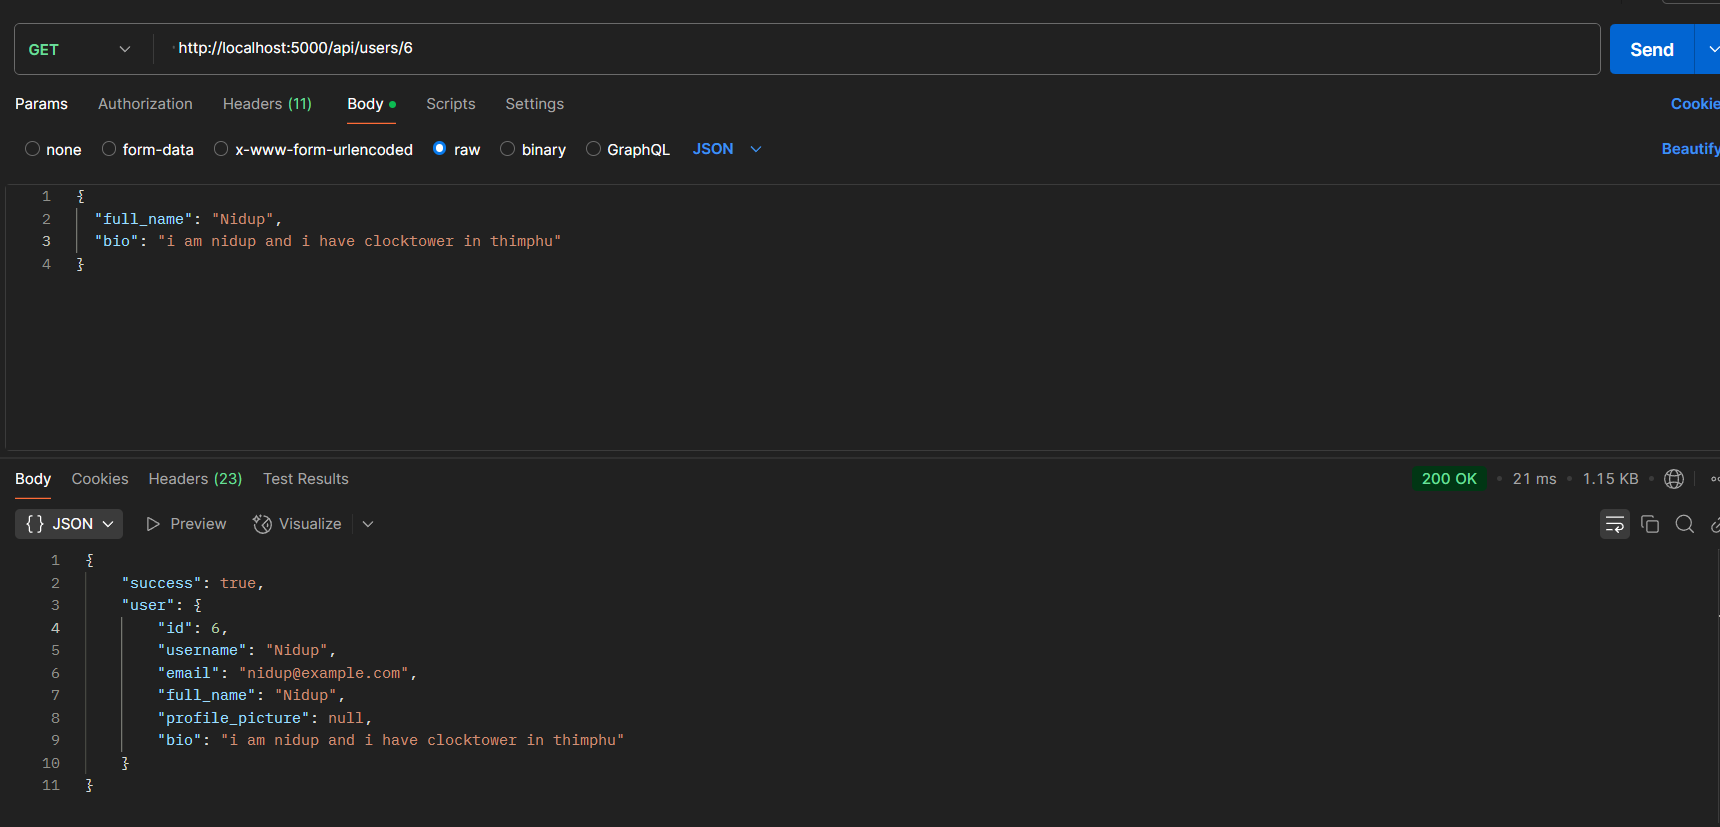 GET http://localhost:5000/api/users/6 Send
Params Authorization Headers (11) Body Scripts Settings Cookie
none form-data x-www-form-urlencoded raw binary GraphQL JSON Beautify
1 {
2 "full_name": "Nidup",
3 "bio": "i am nidup and i have clocktower in thimphu"
4 }
Body Cookies Headers (23) Test Results 200 OK • 21 ms • 1.15 KB •
{} JSON Preview Visualize
1 {
2 "success": true,
3 "user": {
4 "id": 6,
5 "username": "Nidup",
6 "email": "nidup@example.com",
7 "full_name": "Nidup",
8 "profile_picture": null,
9 "bio": "i am nidup and i have clocktower in thimphu"
10 }
11 }